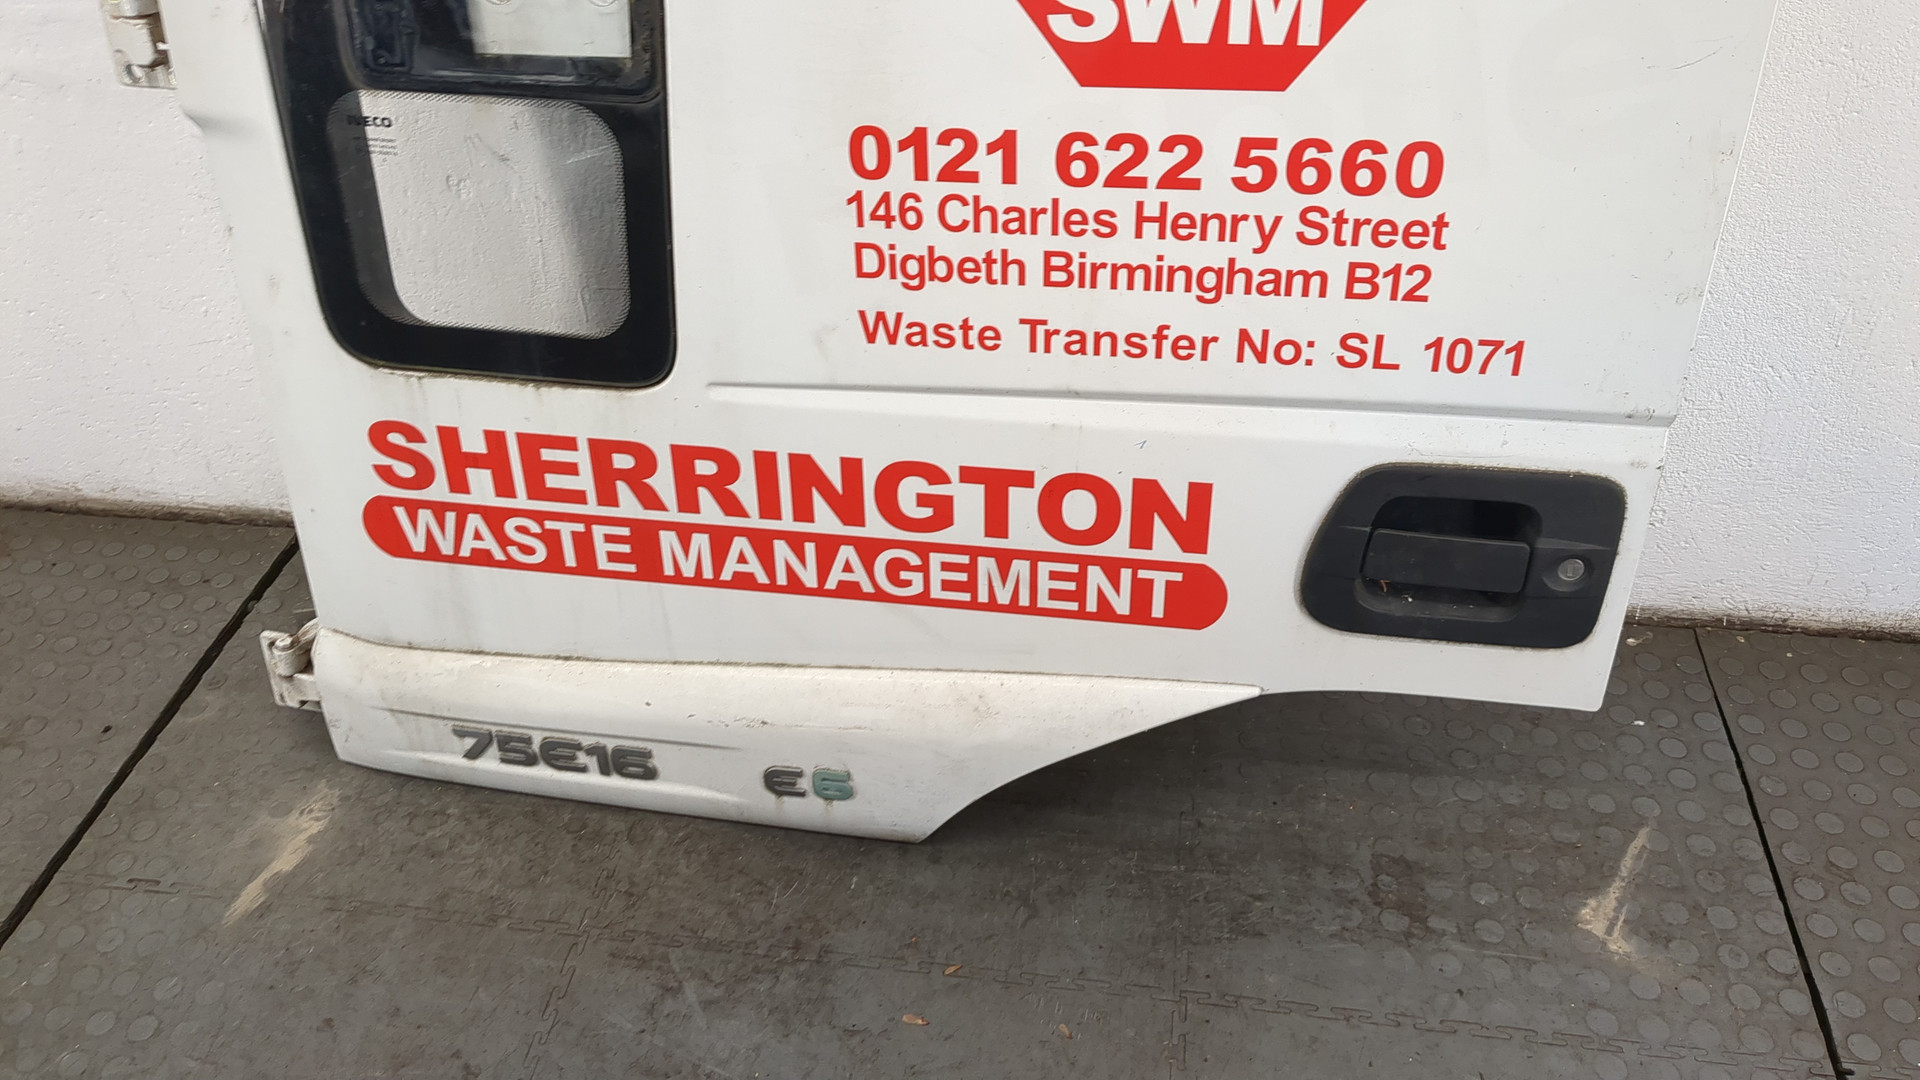 SWM
IVECO
0121 622 5660
146 Charles Henry Street
Digbeth Birmingham B12
Waste Transfer No: SL 1071
SHERRINGTON
WASTE MANAGEMENT
75E16 E6